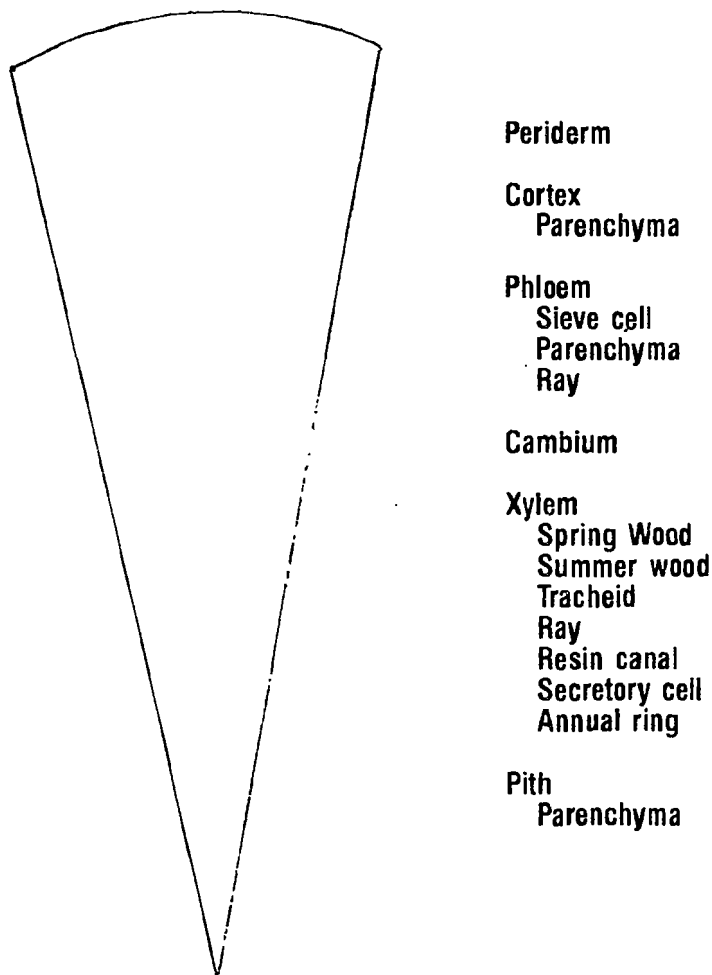 Periderm
Cortex
Parenchyma
Phloem
Sieve cell
Parenchyma
Ray
Cambium
Xylem
Spring Wood
Summer wood
Tracheid
Ray
Resin canal
Secretory cell
Annual ring
Pith
Parenchyma